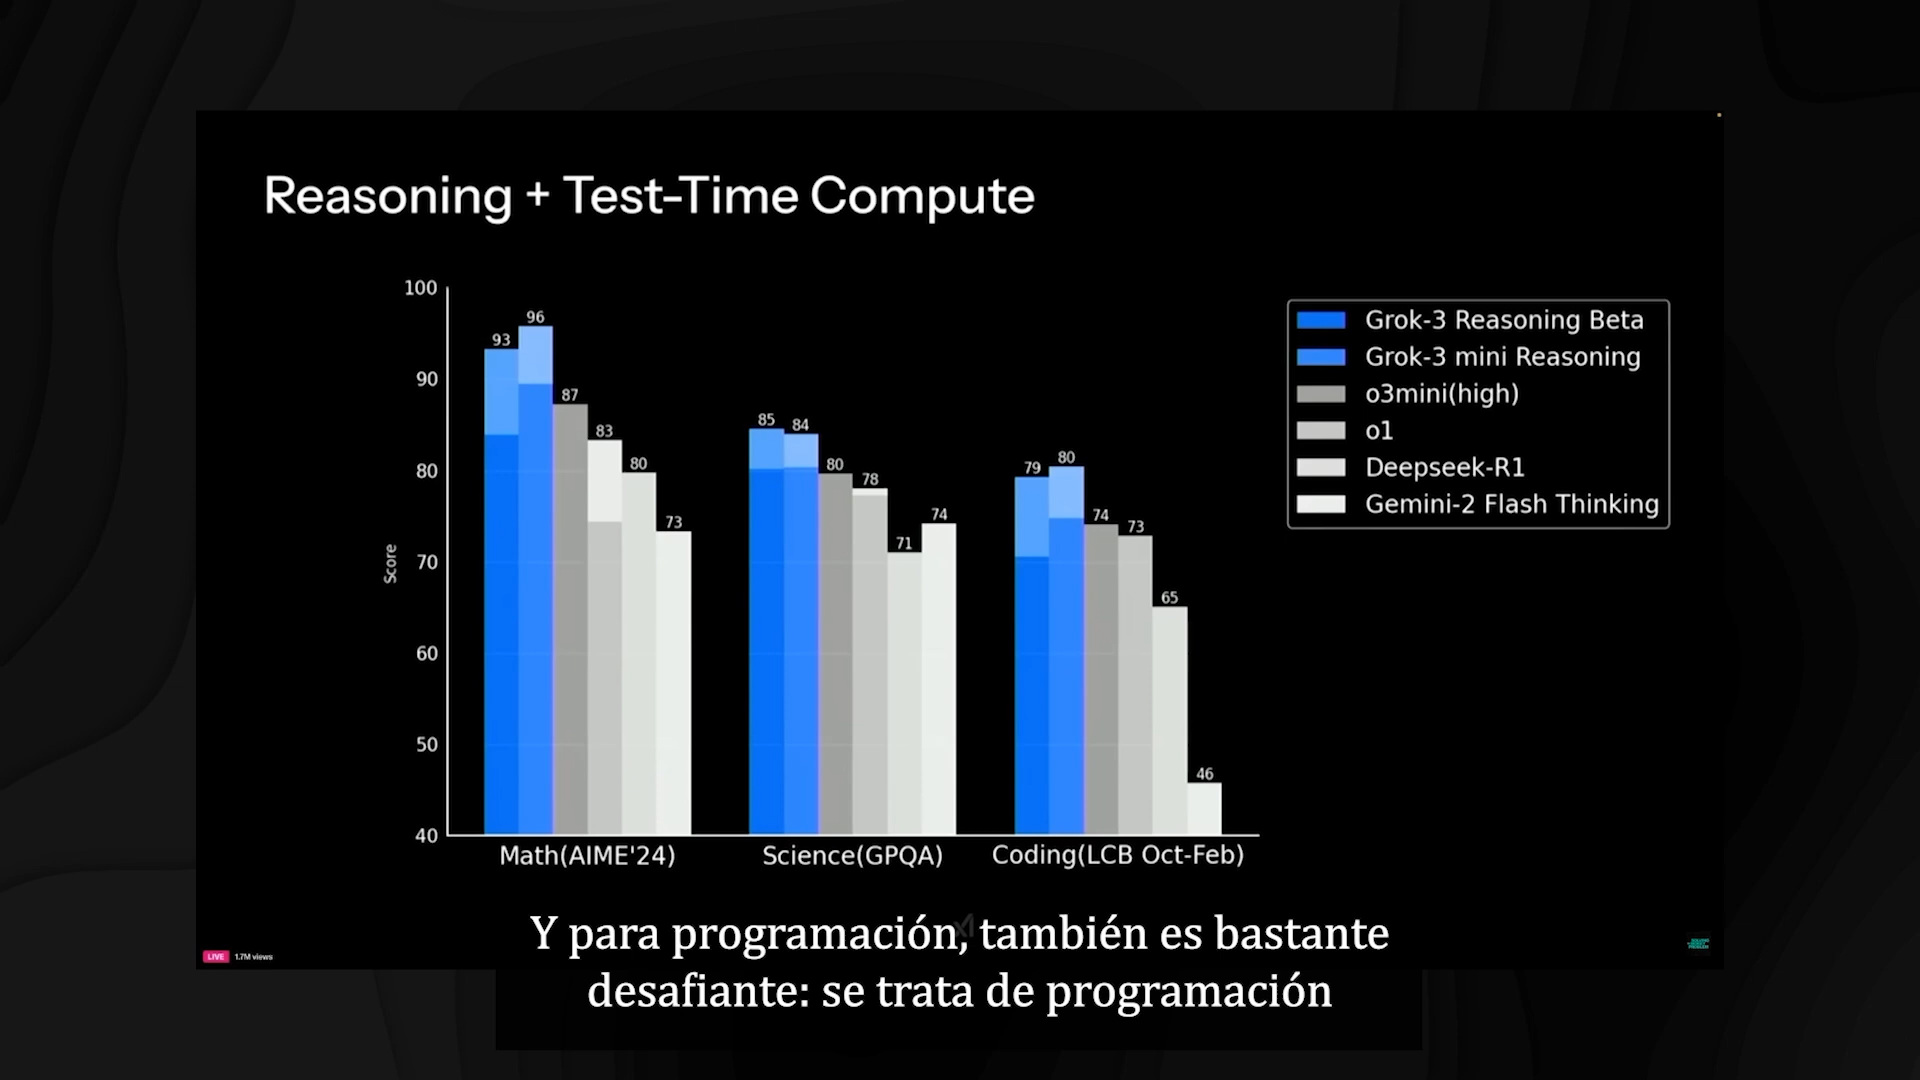 Reasoning + Test-Time Compute
100
90
80
70
60
50
40
Score
93
96
87
83
80
73
85
84
80
78
71
74
79
80
74
73
65
46
Math(AIME'24)
Science(GPQA)
Coding(LCB Oct-Feb)
Grok-3 Reasoning Beta
Grok-3 mini Reasoning
o3mini(high)
o1
Deepseek-R1
Gemini-2 Flash Thinking
Y para programación, también es bastante
desafiante: se trata de programación
LIVE 1.7M views